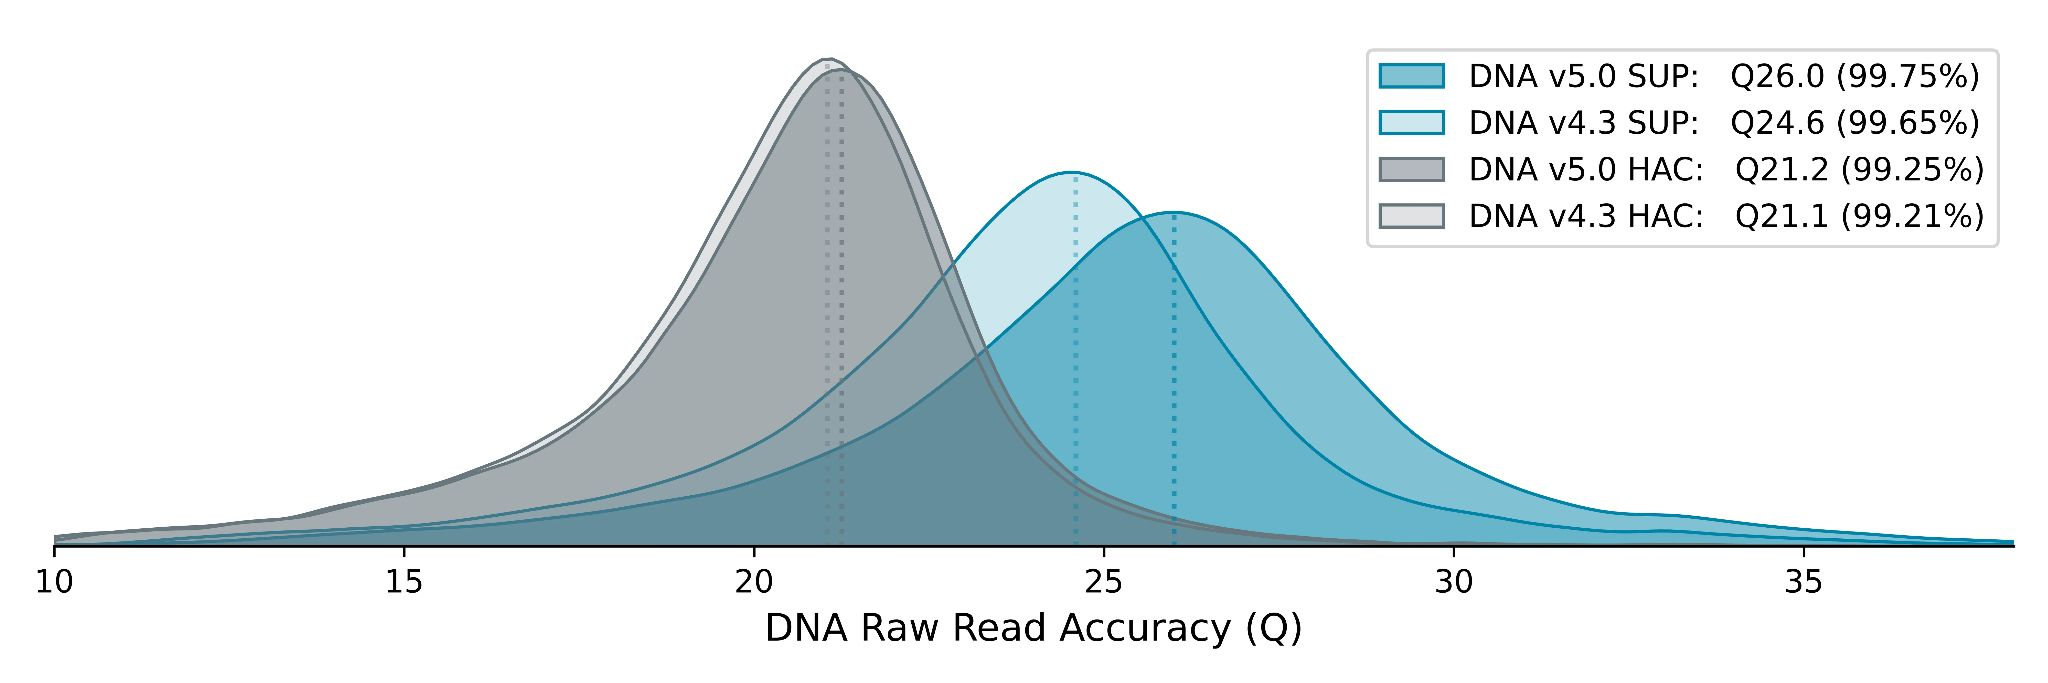 DNA v5.0 SUP: Q26.0 (99.75%)
DNA v4.3 SUP: Q24.6 (99.65%)
DNA v5.0 HAC: Q21.2 (99.25%)
DNA v4.3 HAC: Q21.1 (99.21%)
10 15 20 25 30 35
DNA Raw Read Accuracy (Q)